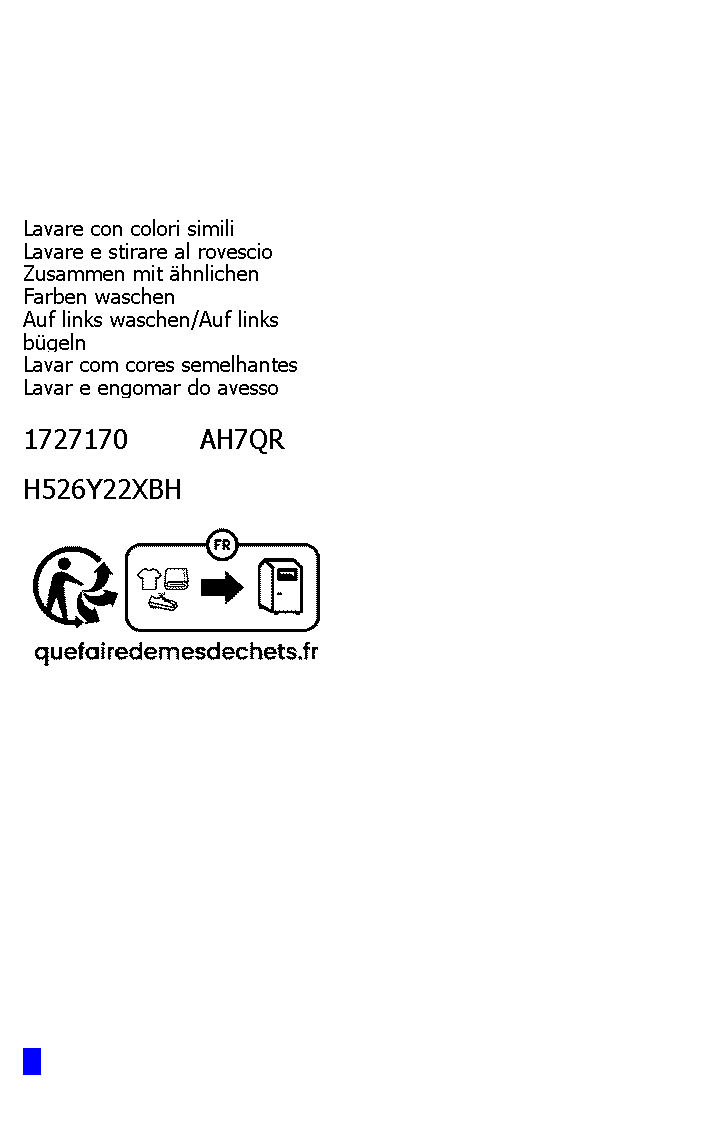 Lavare con colori simili
Lavare e stirare al rovescio
Zusammen mit ähnlichen
Farben waschen
Auf links waschen/Auf links
bügeln
Lavar com cores semelhantes
Lavar e engomar do avesso
1727170 AH7QR
H526Y22XBH
FR
quefairedemesdechets.fr